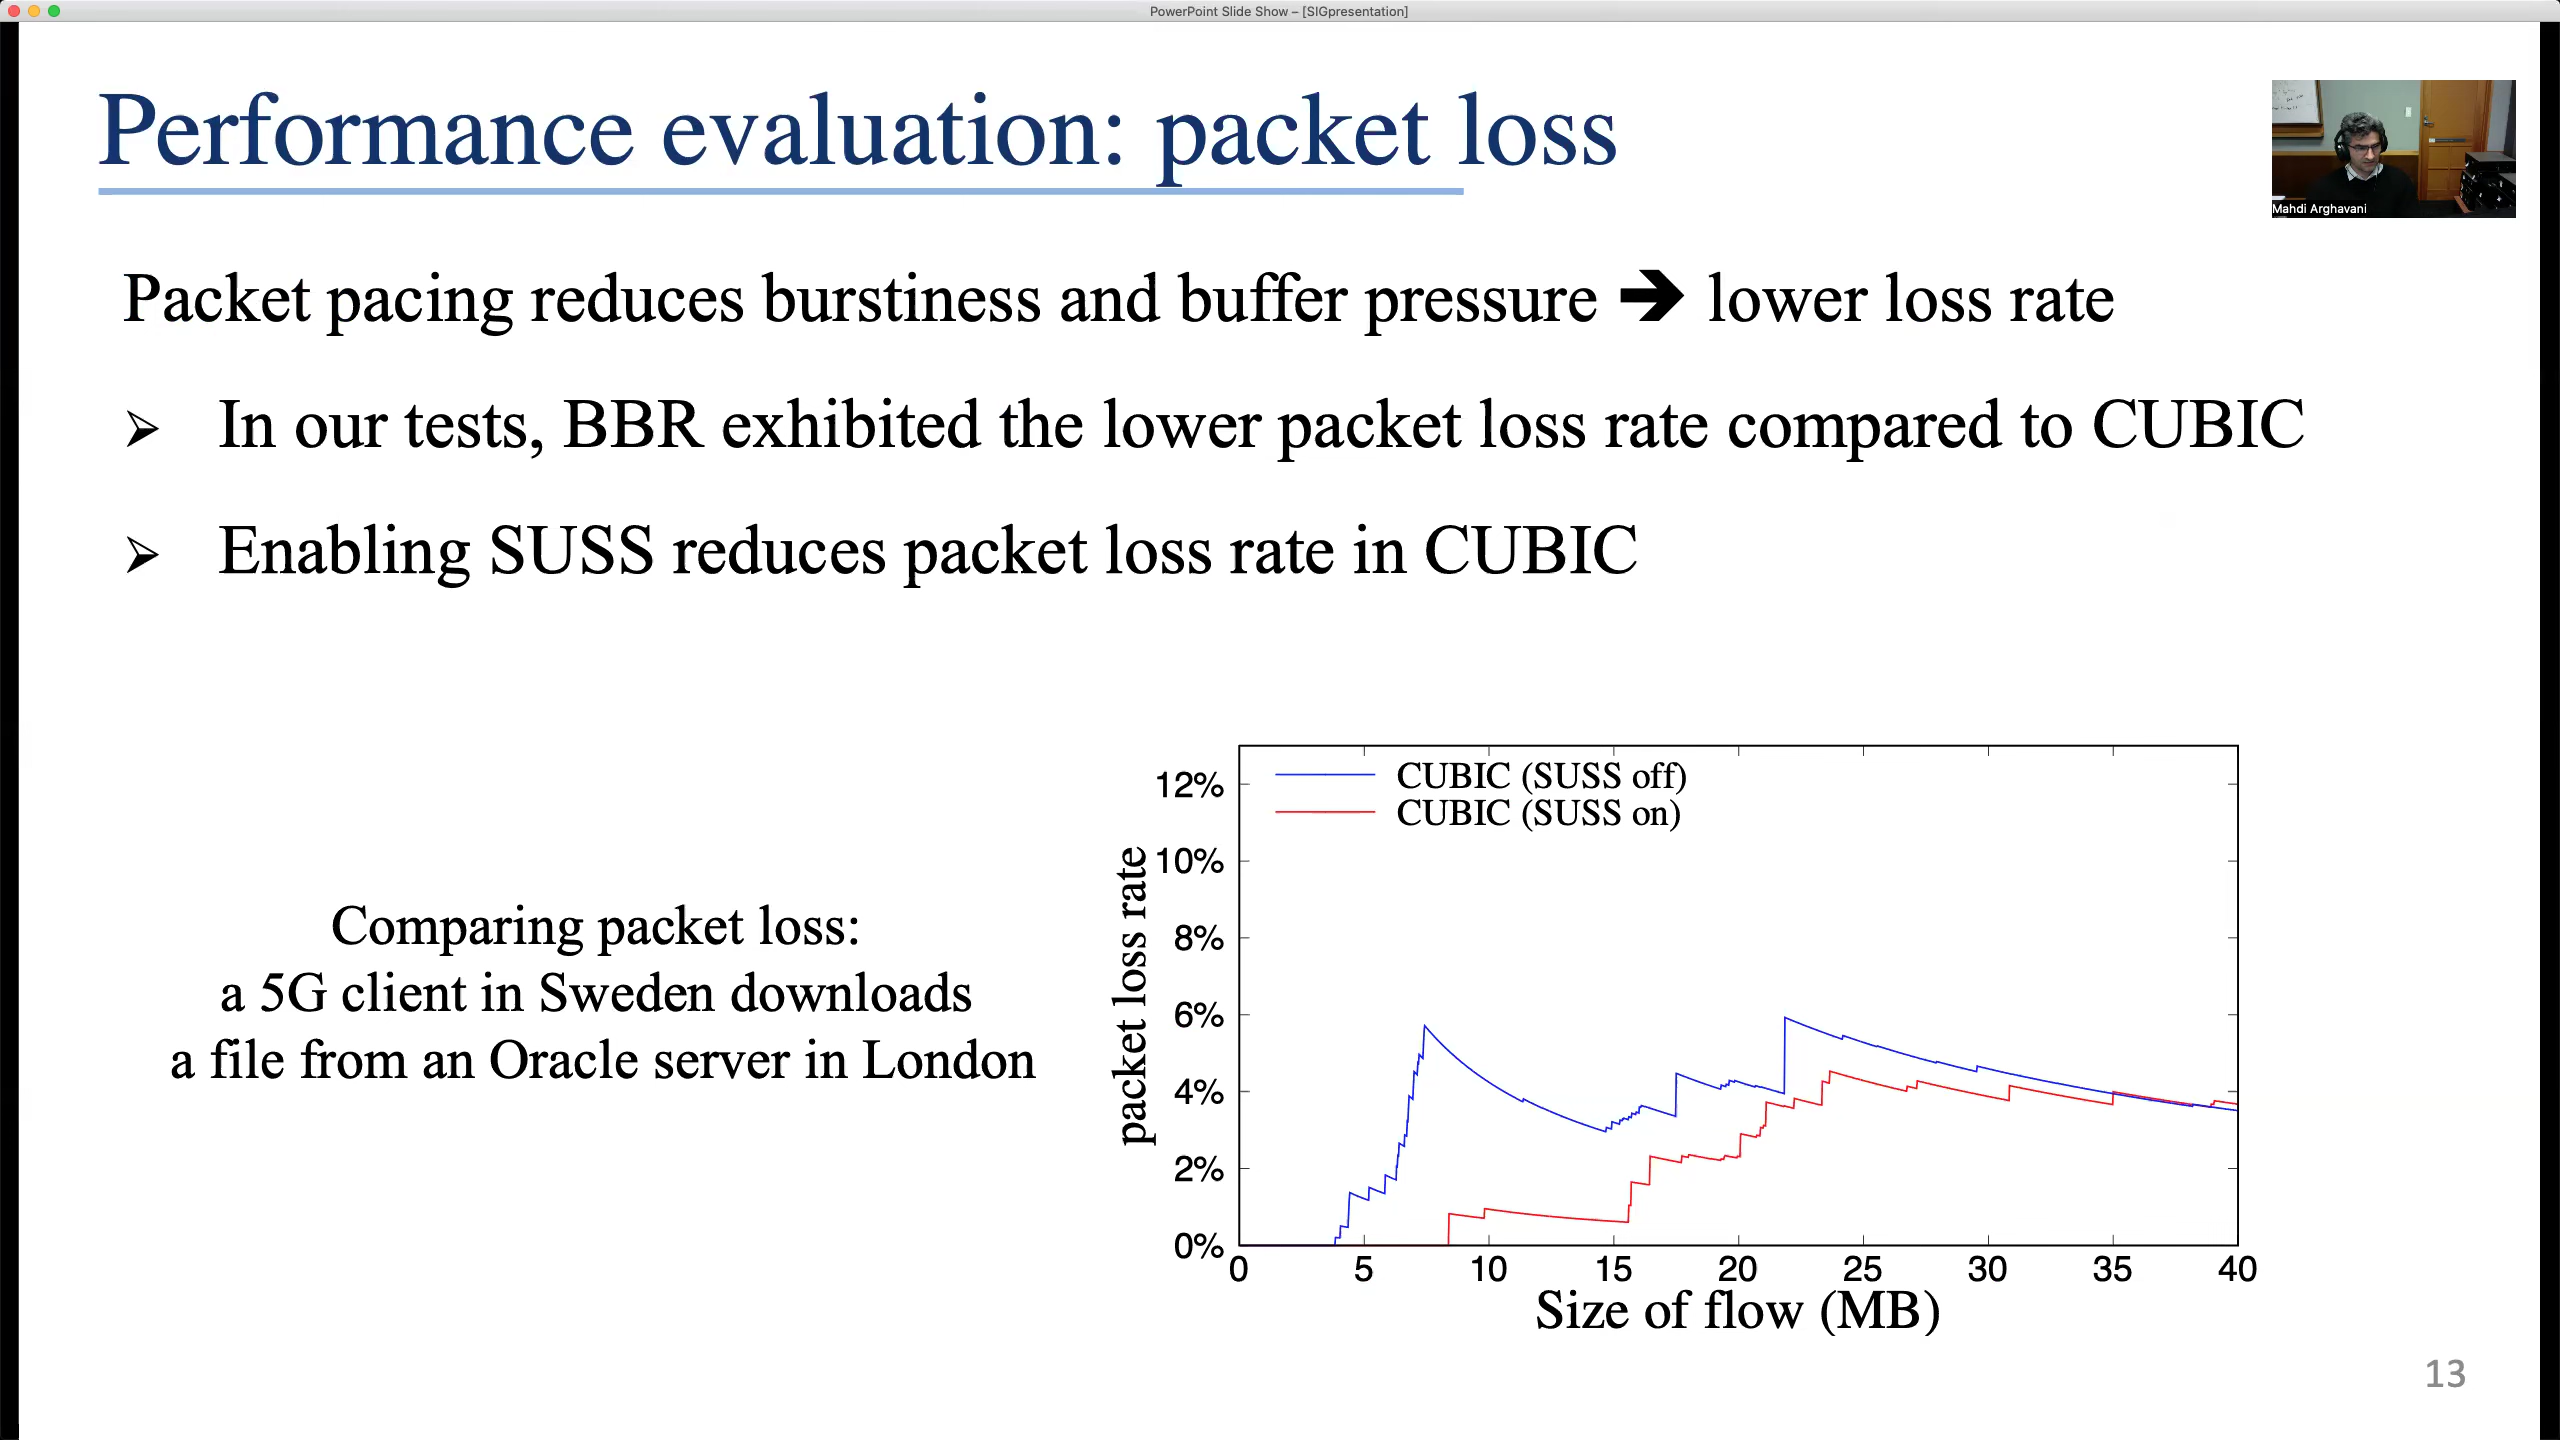 PowerPoint Slide Show – [SIGpresentation]
Performance evaluation: packet loss
Mahdi Arghavani
Packet pacing reduces burstiness and buffer pressure ➔ lower loss rate
➢ In our tests, BBR exhibited the lower packet loss rate compared to CUBIC
➢ Enabling SUSS reduces packet loss rate in CUBIC
Comparing packet loss:
a 5G client in Sweden downloads
a file from an Oracle server in London
CUBIC (SUSS off)
CUBIC (SUSS on)
packet loss rate
12%
10%
8%
6%
4%
2%
0%
0 5 10 15 20 25 30 35 40
Size of flow (MB)
13